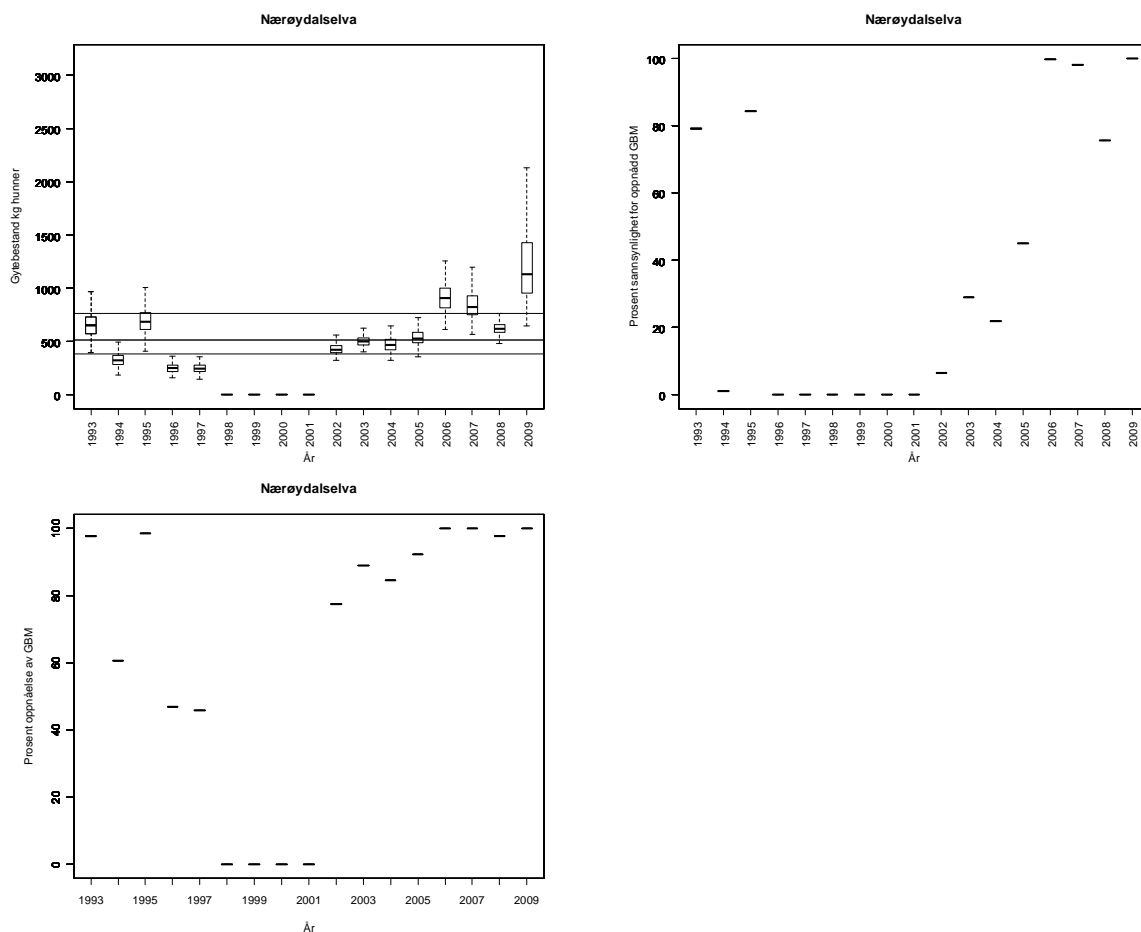 Nærøydalselva
Gytebestand kg hunner
3000
2500
2000
1500
1000
500
0
1993 1994 1995 1996 1997 1998 1999 2000 2001 2002 2003 2004 2005 2006 2007 2008 2009
År
Nærøydalselva
Prosent sannsynlighet for oppnådd GBM
100
80
60
40
20
0
1993 1994 1995 1996 1997 1998 1999 2000 2001 2002 2003 2004 2005 2006 2007 2008 2009
År
Nærøydalselva
Prosent oppnåelse av GBM
100
80
60
40
20
0
1993 1995 1997 1999 2001 2003 2005 2007 2009
År